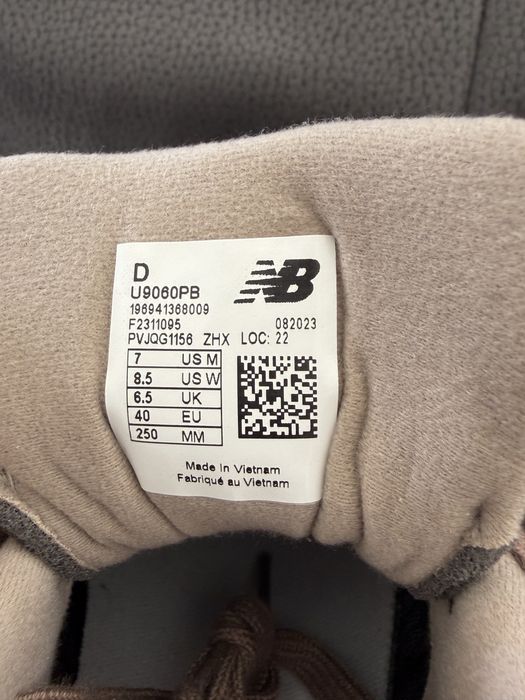 D
NB
U9060PB
196941368009
F2311095 082023
PVJQG1156 ZHX LOC: 22
7 US M
8.5 US W
6.5 UK
40 EU
250 MM
Made in Vietnam
Fabriqué au Vietnam